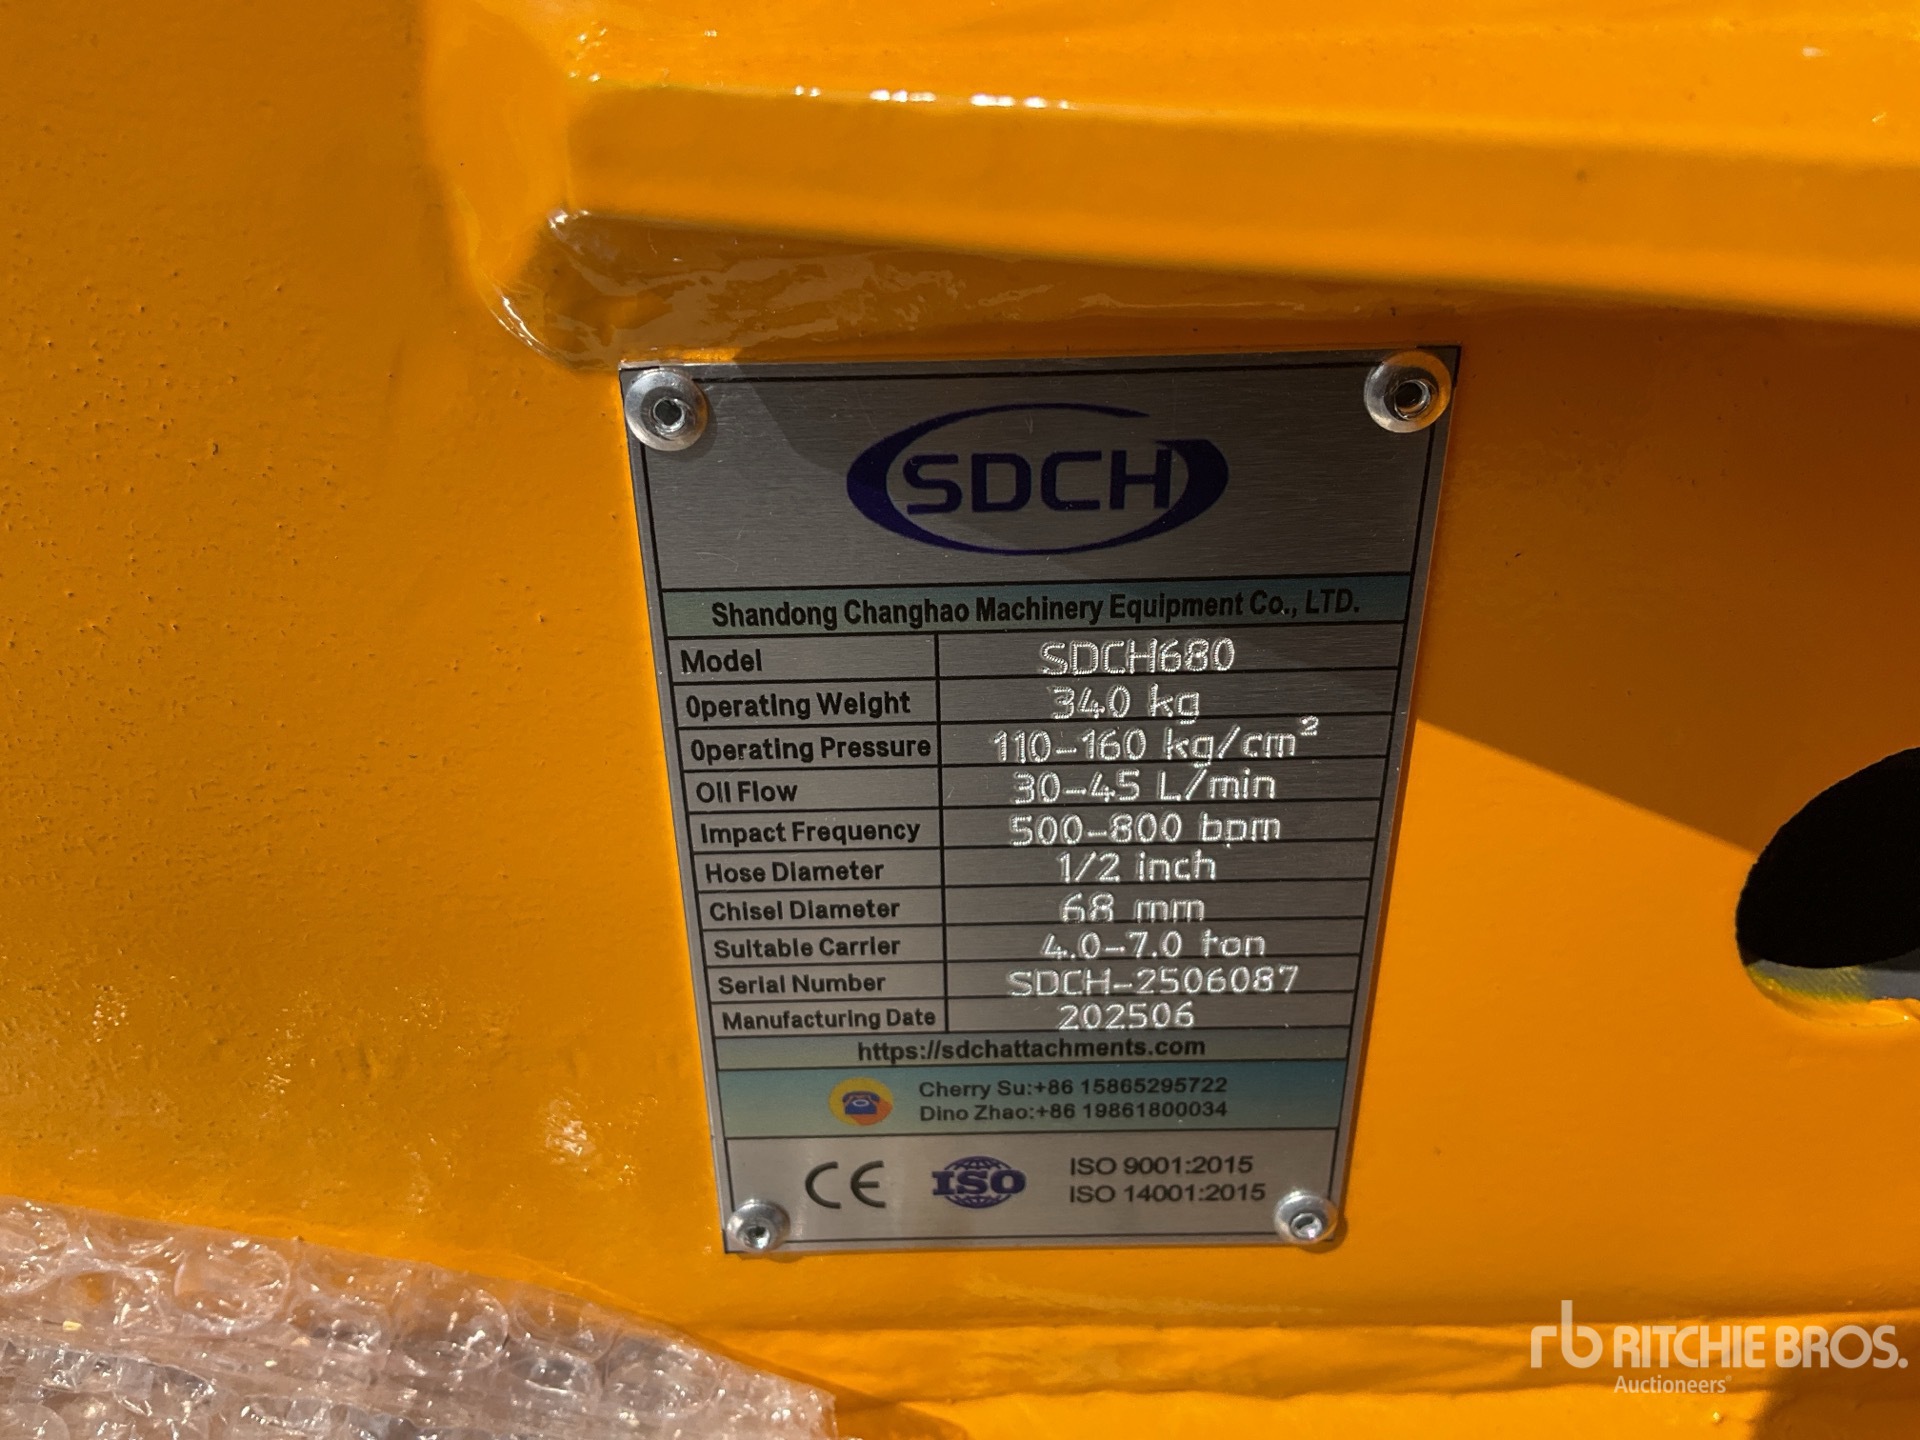 SDCH
Shandong Changhao Machinery Equipment Co., LTD.
Model SDCH680
Operating Weight 340 kg
Operating Pressure 110-160 kg/cm²
Oil Flow 30-45 L/min
Impact Frequency 500-800 bpm
Hose Diameter 1/2 inch
Chisel Diameter 68 mm
Suitable Carrier 4.0-7.0 ton
Serial Number SDCH-2506087
Manufacturing Date 202506
https://sdchattachments.com
Cherry Su:+86 15865295722
Dino Zhao:+86 19861800034
CE ISO ISO 9001:2015
ISO 14001:2015
rb RITCHIE BROS.
Auctioneers®